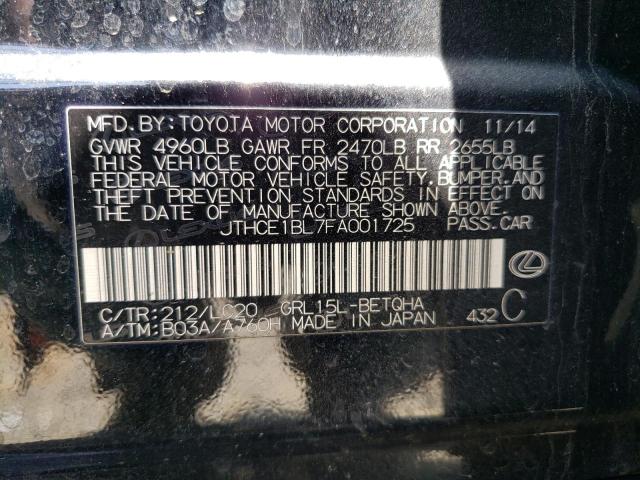 MFD.BY:TOYOTA MOTOR CORPORATION 11/14
GVWR 4960LB GAWR FR 2470LB RR 2655LB
THIS VEHICLE CONFORMS TO ALL APPLICABLE
FEDERAL MOTOR VEHICLE SAFETY, BUMPER, AND
THEFT PREVENTION STANDARDS IN EFFECT ON
THE DATE OF MANUFACTURE SHOWN ABOVE.
JTHCE1BL7FA001725 PASS.CAR
C/TR:212/LC20 GRL15L-BETQHA
A/TM:B03A/A760H MADE IN JAPAN 432 C